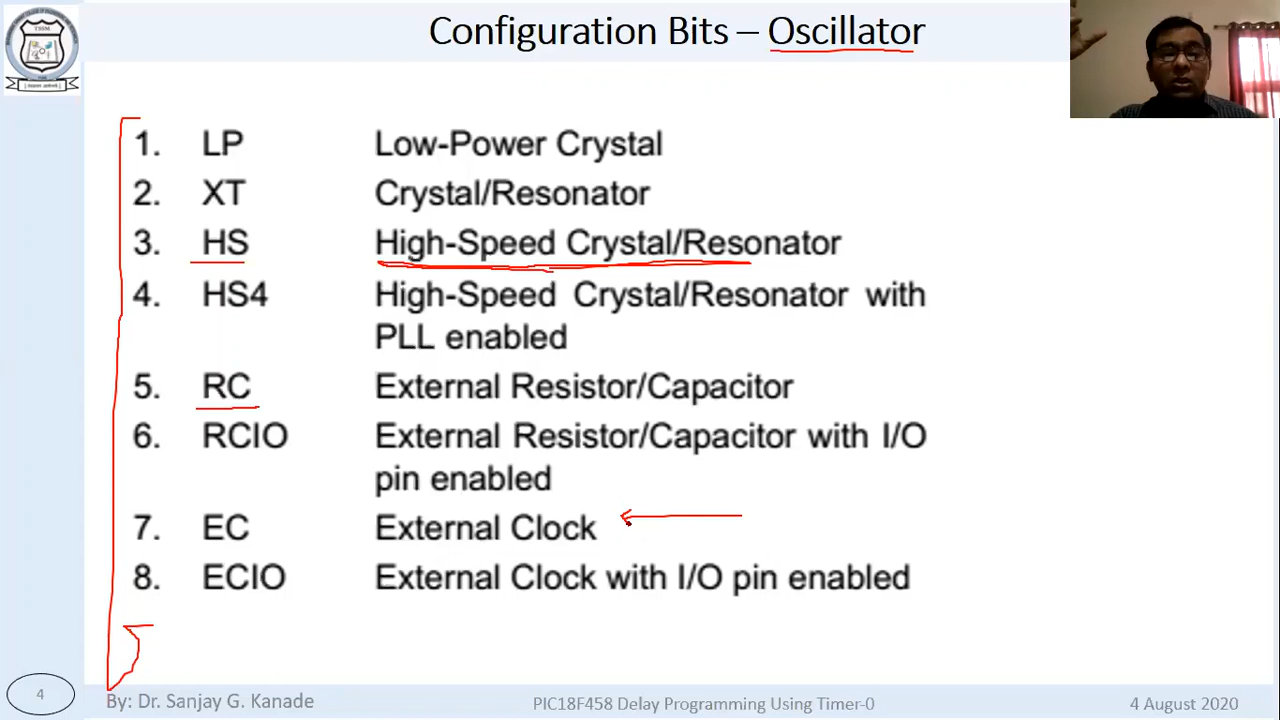 Configuration Bits – Oscillator
TSSM
1. LP Low-Power Crystal
2. XT Crystal/Resonator
3. HS High-Speed Crystal/Resonator
4. HS4 High-Speed Crystal/Resonator with
PLL enabled
5. RC External Resistor/Capacitor
6. RCIO External Resistor/Capacitor with I/O
pin enabled
7. EC External Clock
8. ECIO External Clock with I/O pin enabled
4 By: Dr. Sanjay G. Kanade PIC18F458 Delay Programming Using Timer-0 4 August 2020